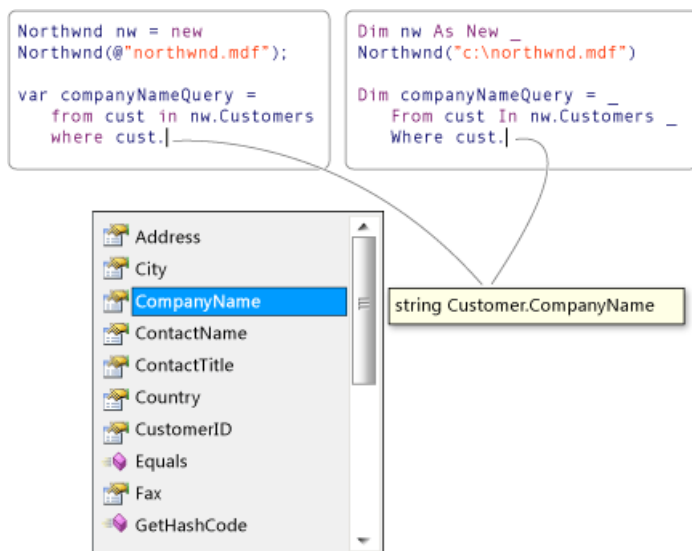 Northwnd nw = new
Northwnd(@"northwnd.mdf");
var companyNameQuery =
from cust in nw.Customers
where cust.
Dim nw As New _
Northwnd("c:\northwnd.mdf")
Dim companyNameQuery = _
From cust In nw.Customers _
Where cust.
Address
City
CompanyName
ContactName
ContactTitle
Country
CustomerID
Equals
Fax
GetHashCode
string Customer.CompanyName